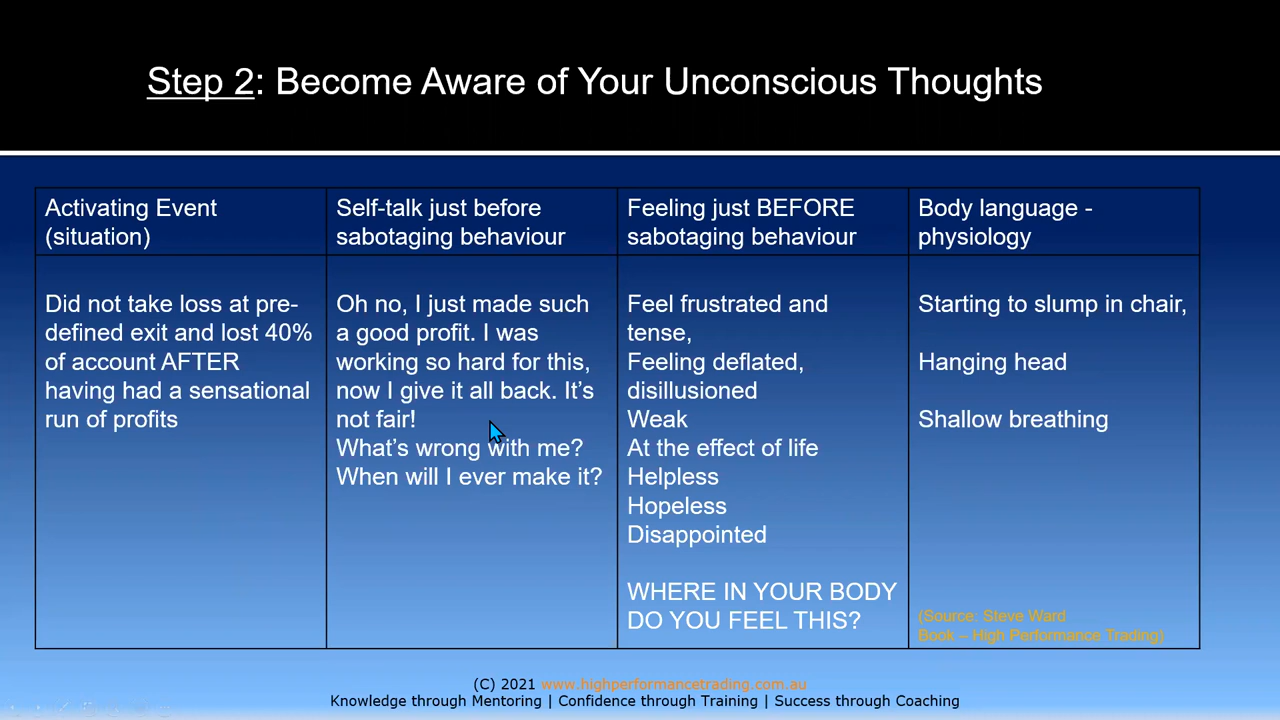 Step 2: Become Aware of Your Unconscious Thoughts
Activating Event
(situation)
Self-talk just before
sabotaging behaviour
Feeling just BEFORE
sabotaging behaviour
Body language -
physiology
Did not take loss at pre-
defined exit and lost 40%
of account AFTER
having had a sensational
run of profits
Oh no, I just made such
a good profit. I was
working so hard for this,
now I give it all back. It’s
not fair!
What’s wrong with me?
When will I ever make it?
Feel frustrated and
tense,
Feeling deflated,
disillusioned
Weak
At the effect of life
Helpless
Hopeless
Disappointed
WHERE IN YOUR BODY
DO YOU FEEL THIS?
Starting to slump in chair,
Hanging head
Shallow breathing
(Source: Steve Ward
Book – High Performance Trading)
(C) 2021 www.highperformancetrading.com.au
Knowledge through Mentoring | Confidence through Training | Success through Coaching